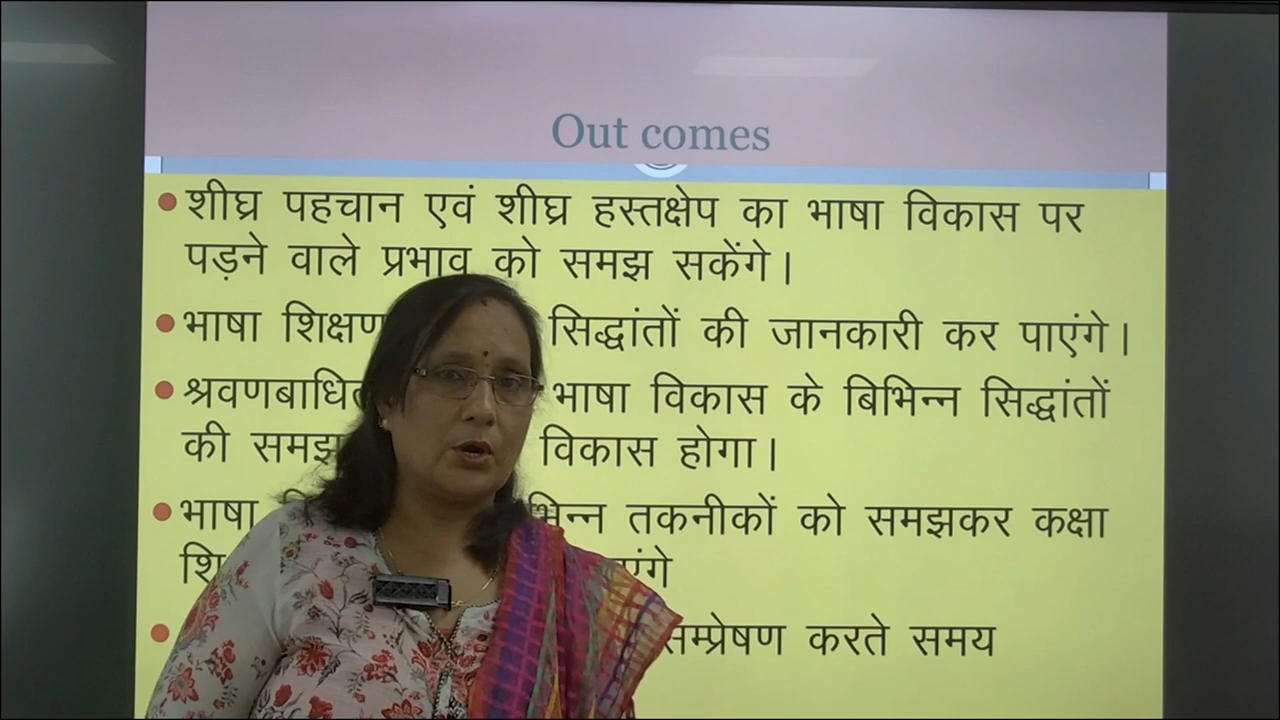 Out comes
शीघ्र पहचान एवं शीघ्र हस्तक्षेप का भाषा विकास पर
पड़ने वाले प्रभाव को समझ सकेंगे।
भाषा शिक्षण सिद्धांतों की जानकारी कर पाएंगे।
भाषा विकास के बिभिन्न सिद्धांतों
की विकास होगा।
भाषा तकनीकों को समझकर कक्षा
सम्प्रेषण करते समय